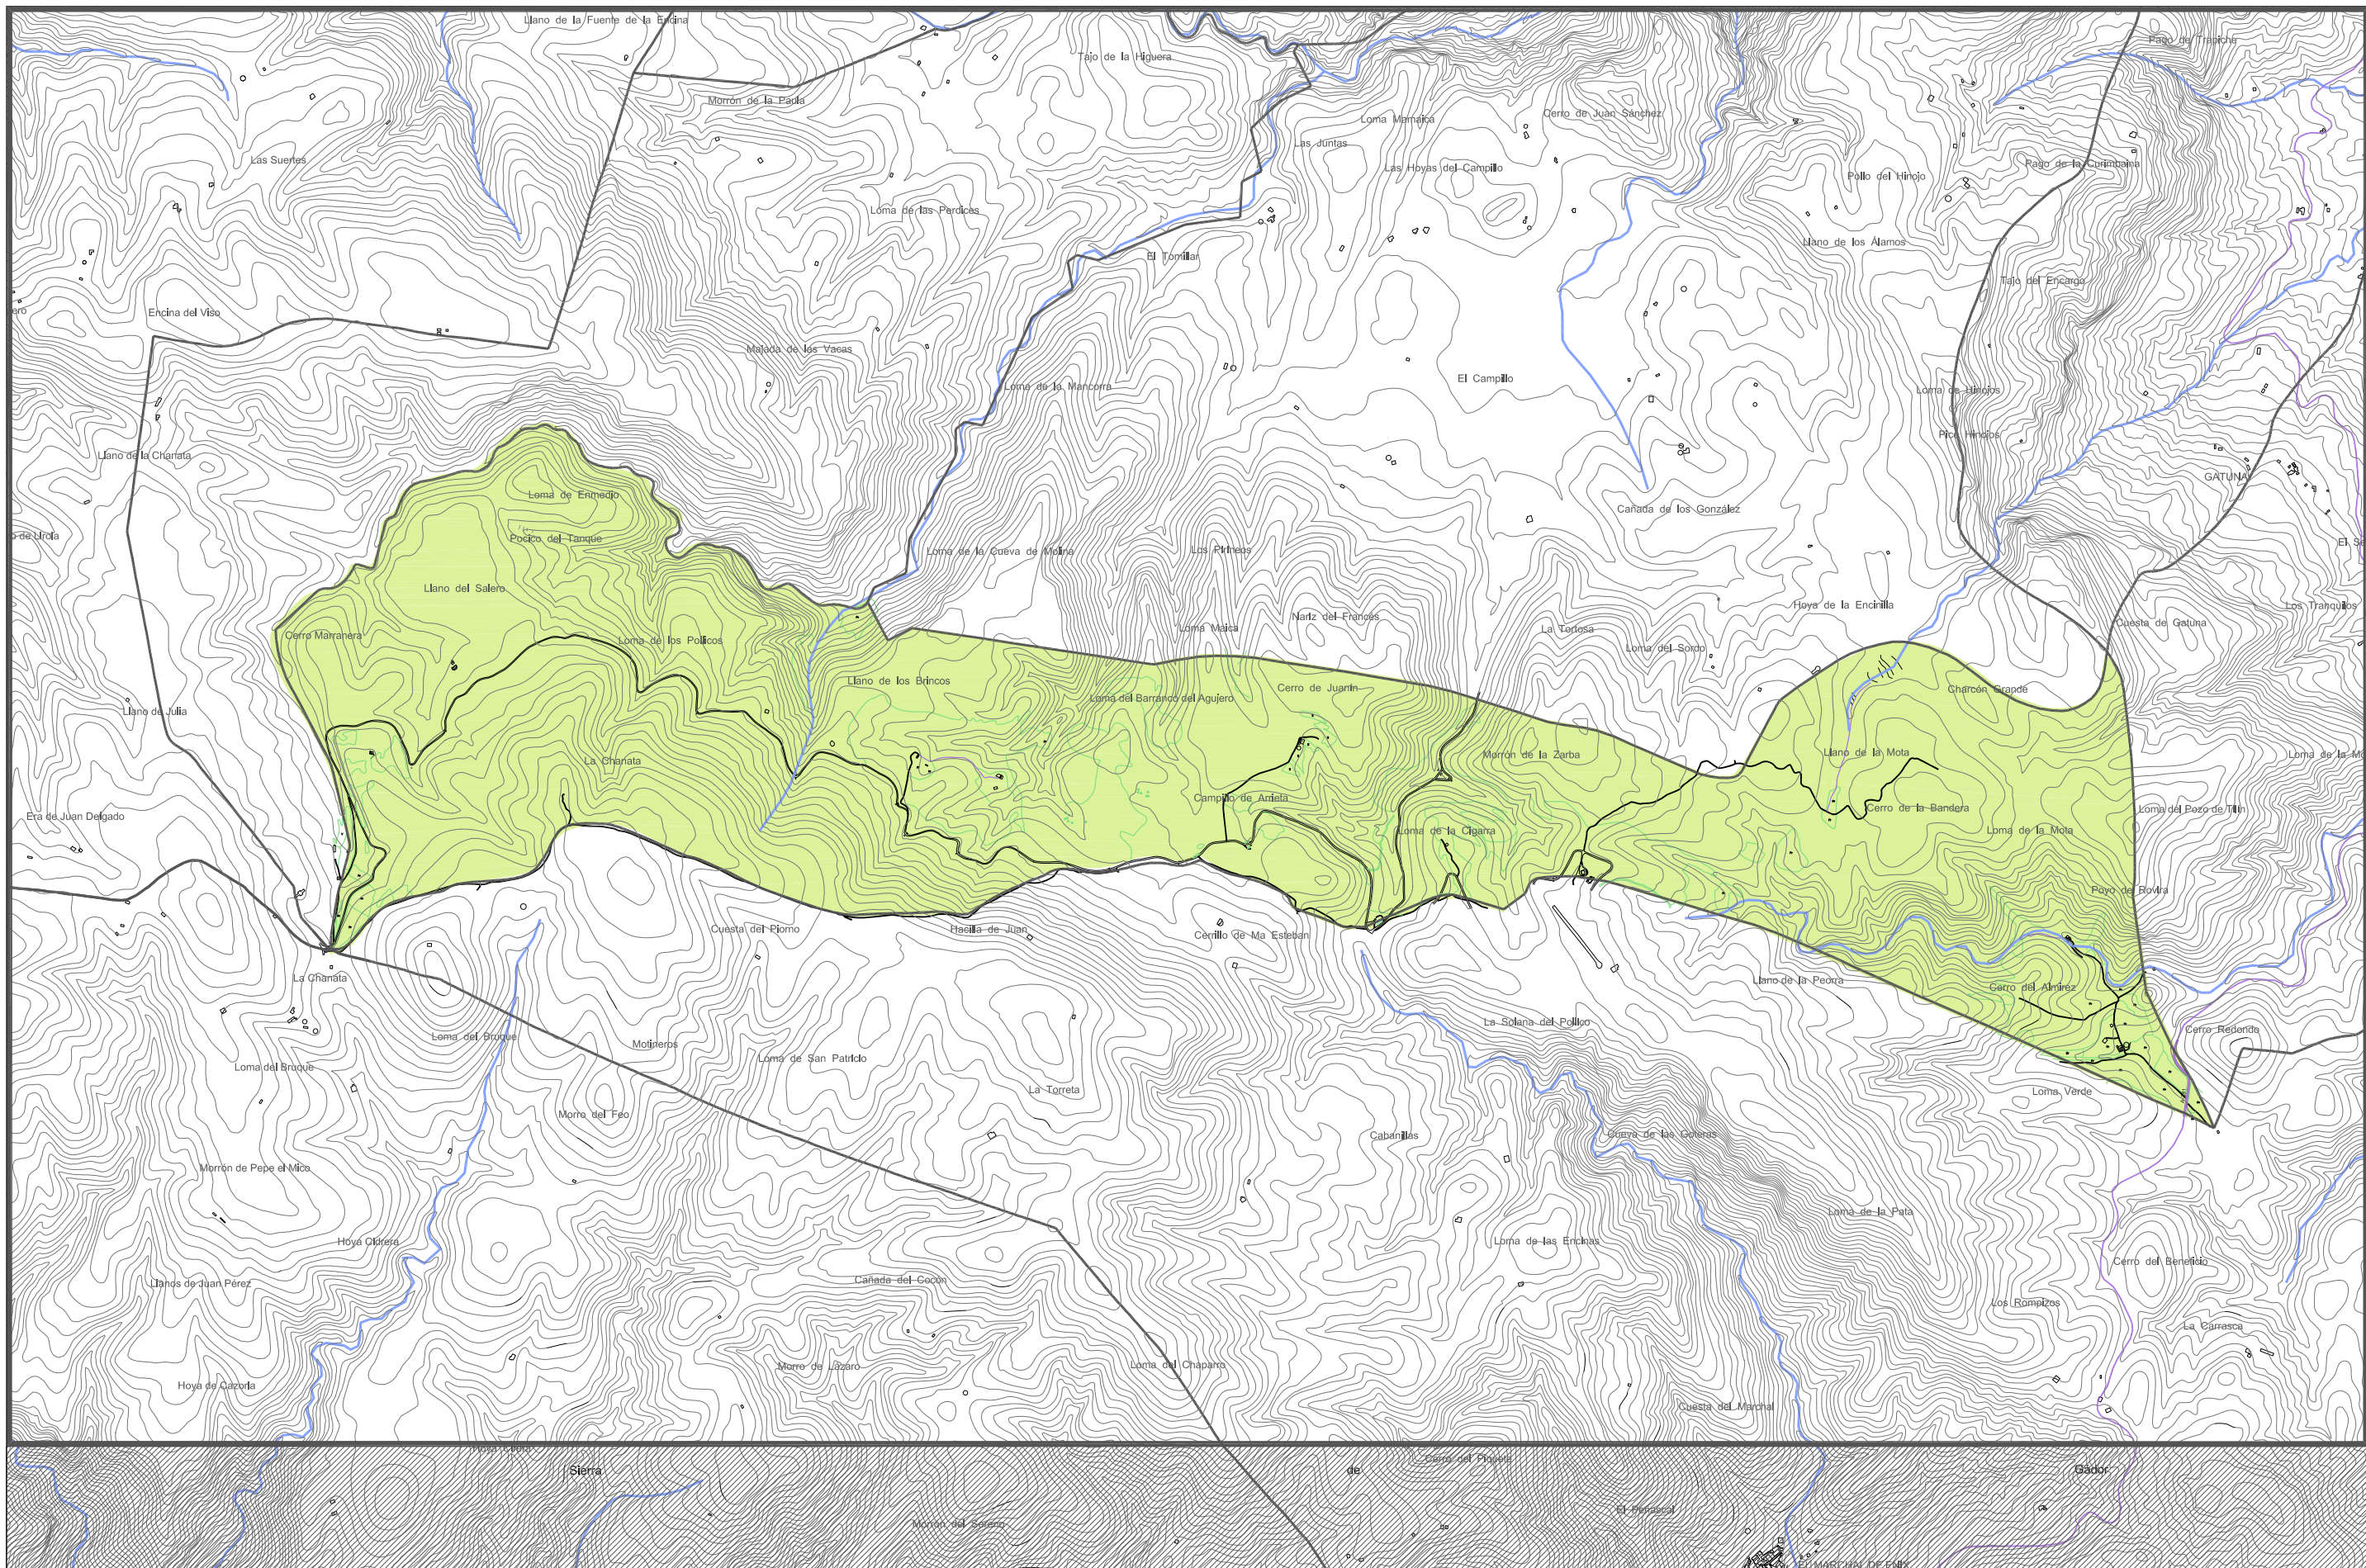 Llano de la Fuente de la Encina
Pago de Trapiche
Tajo de la Higuera
Morrón de la Paula
Cerro de Juan Sánchez
Loma Mamaica
Las Juntas
Las Suertes
Las Hoyas del Campillo
Pago de la Curimbaina
Pollo del Hinojo
Loma de las Perdices
Llano de los Álamos
El Tomillar
Tajo del Encargo
Encina del Viso
Majada de las Vacas
El Campillo
Loma de la Mancorra
Loma de Hinojos
Pico Hinojos
Llano de la Chanata
GATUNA
Loma de Enmedio
Cañada de los González
Pocico del Tanque
Loma de la Cueva de Molina
Los Pirineos
Llano del Salero
Hoya de la Encinilla
Los Tranquilos
Nariz del Francés
Cuesta de Gatuna
Loma Maica
La Tortosa
Cerro Marranera
Loma de los Pollicos
Loma del Sordo
Llano de los Brincos
Cerro de Juanín
Charcón Grande
Loma del Barranco del Agujero
Llano de Julia
Llano de la Mota
Morrón de la Zarba
La Chanata
Campillo de Arrieta
Cerro de la Bandera
Loma del Pozo de Tilín
Era de Juan Delgado
Loma de la Cigarra
Loma de la Mota
Poyo de Rovira
Cuesta del Piorno
Hacilla de Juan
Cerrillo de Ma Esteban
La Chanata
Llano de la Peorra
Cerro del Almirez
La Solana del Pollico
Cerro Redondo
Loma del Bruque
Motineros
Loma de San Patricio
Loma del Bruque
La Torreta
Loma Verde
Morro del Feo
Cabanillas
Cueva de las Goteras
Morrón de Pepe el Mico
Loma de la Pata
Hoya Cidrera
Loma de las Encinas
Cerro del Beneficio
Llanos de Juan Pérez
Cañada del Cocón
Los Rompizos
La Carrasca
Morro de Lázaro
Loma del Chaparro
Hoya de Cazorla
Cuesta del Marchal
Cerro del Piquete
Sierra de Gádor
El Peñascal
Morrón del Sereno
EL MARCHAL DE ENIX